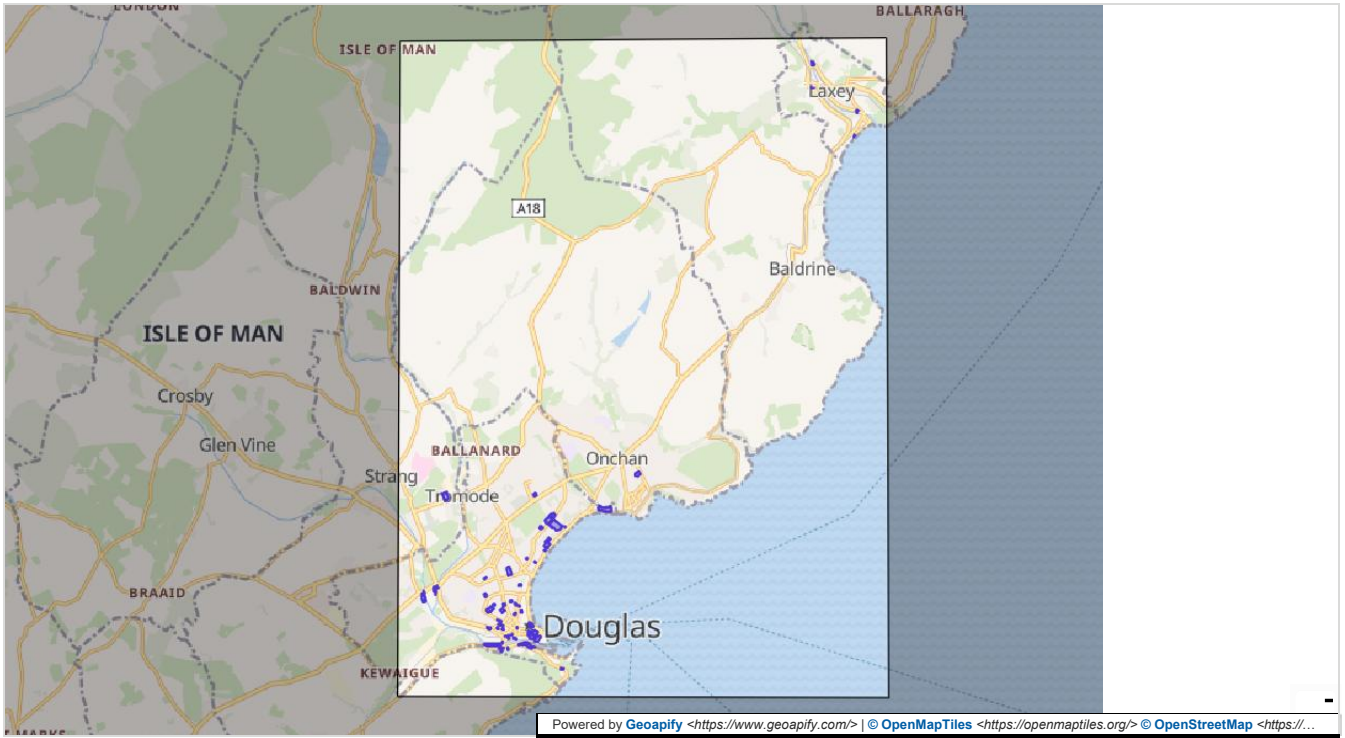 LONDON
BALLARAGH
ISLE OF MAN
Laxey
A18
Baldrine
BALDWIN
ISLE OF MAN
Crosby
Glen Vine
BALLANARD
Onchan
Strang
Tromode
BRAAID
Douglas
KEWAIGUE
MARKS
Powered by Geoapify <https://www.geoapify.com/> | © OpenMapTiles <https://openmaptiles.org/> © OpenStreetMap <https://…